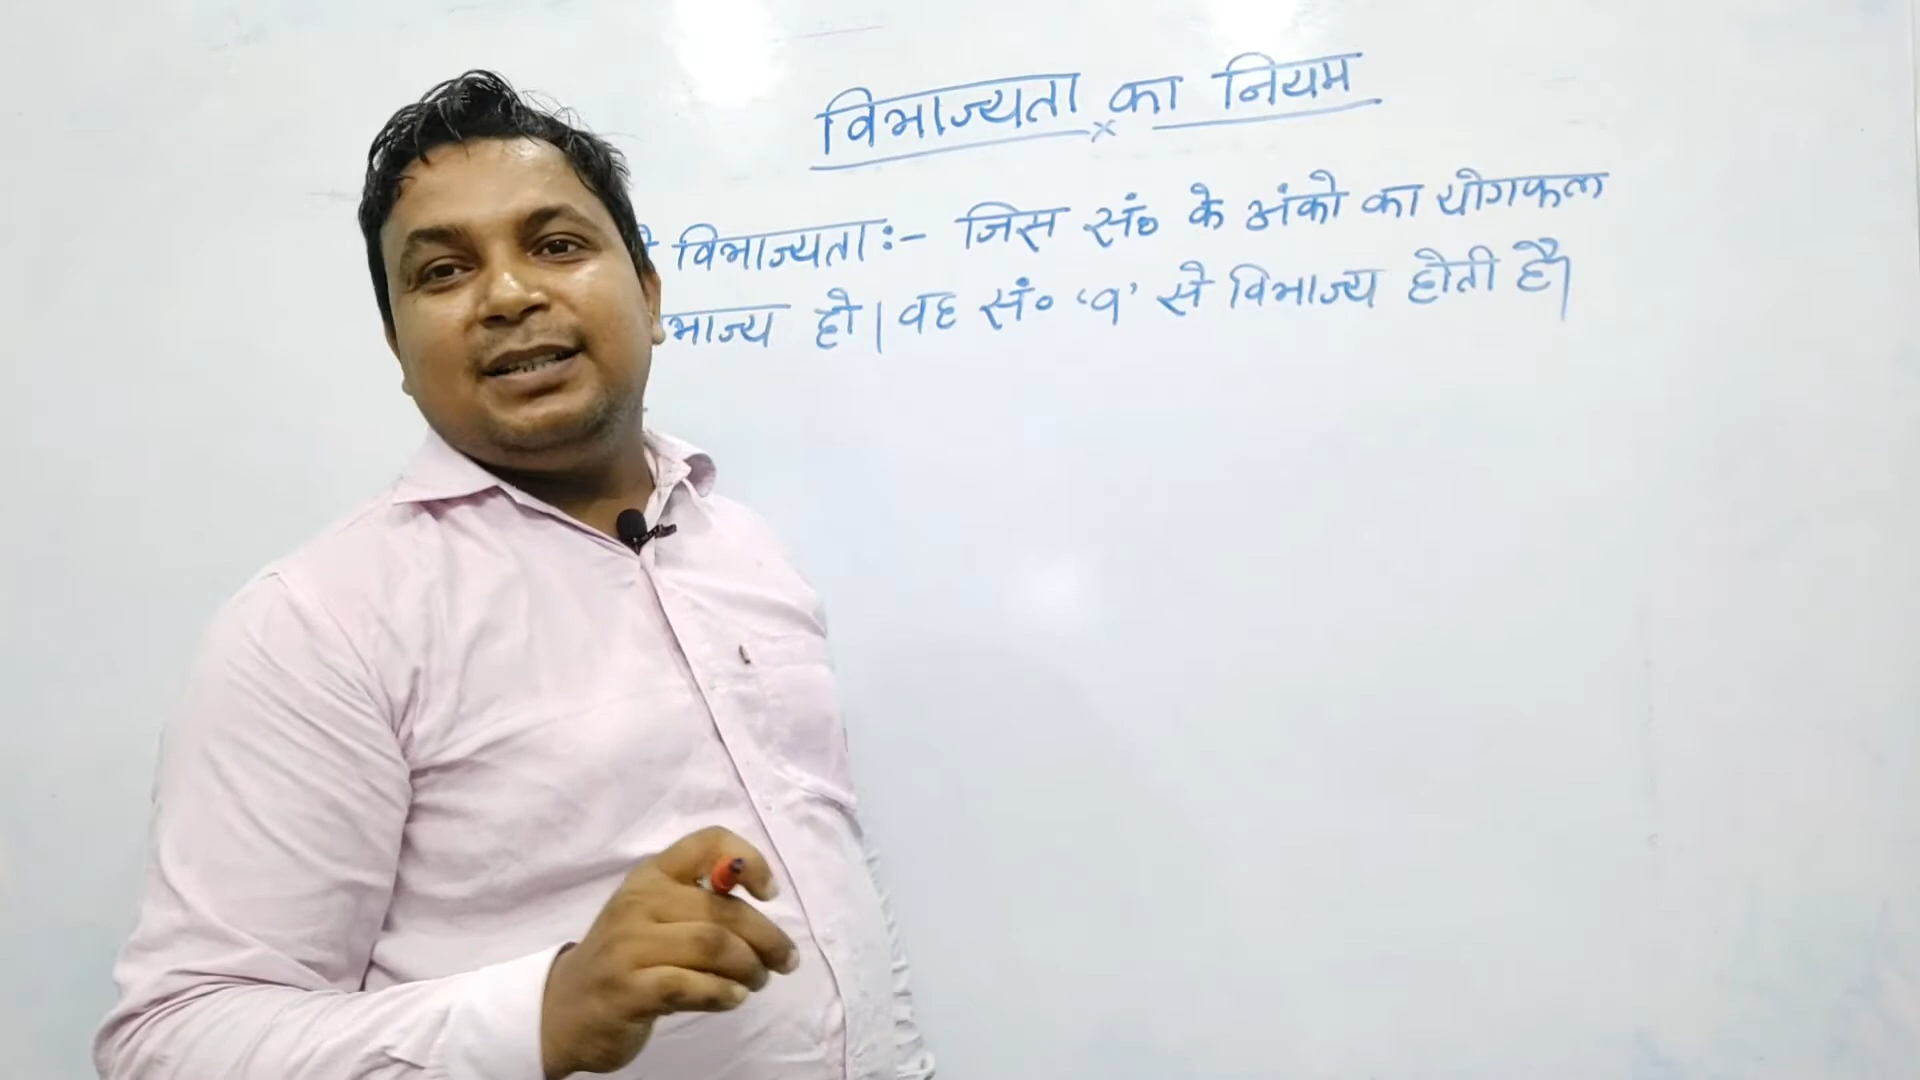 विभाज्यता का नियम
विभाज्यता :- जिस सं० के अंको का योगफल
भाज्य हो | वह सं० '9' से विभाज्य होती है|